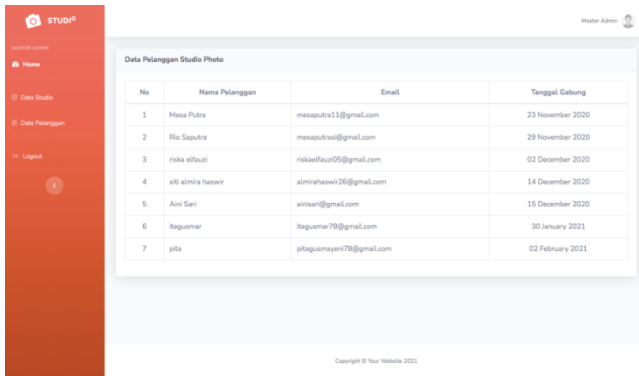 STUDIO
Master Admin
MASTER ADMIN
Home
Data Studio
Data Pelanggan
Logout
Data Pelanggan Studio Photo
No Nama Pelanggan Email Tanggal Gabung
1 Mesa Putra mesaputra11@gmail.com 23 November 2020
2 Rio Saputra mesaputrasi@gmail.com 29 November 2020
3 riska elfauzi riskaelfauzi05@gmail.com 02 December 2020
4 siti almira haswir almirahaswir26@gmail.com 14 December 2020
5 Aini Sari ainisari@gmail.com 15 December 2020
6 itagusmar itagusmar78@gmail.com 30 January 2021
7 pita pitagusmayeni78@gmail.com 02 February 2021
Copyright © Your Website 2021